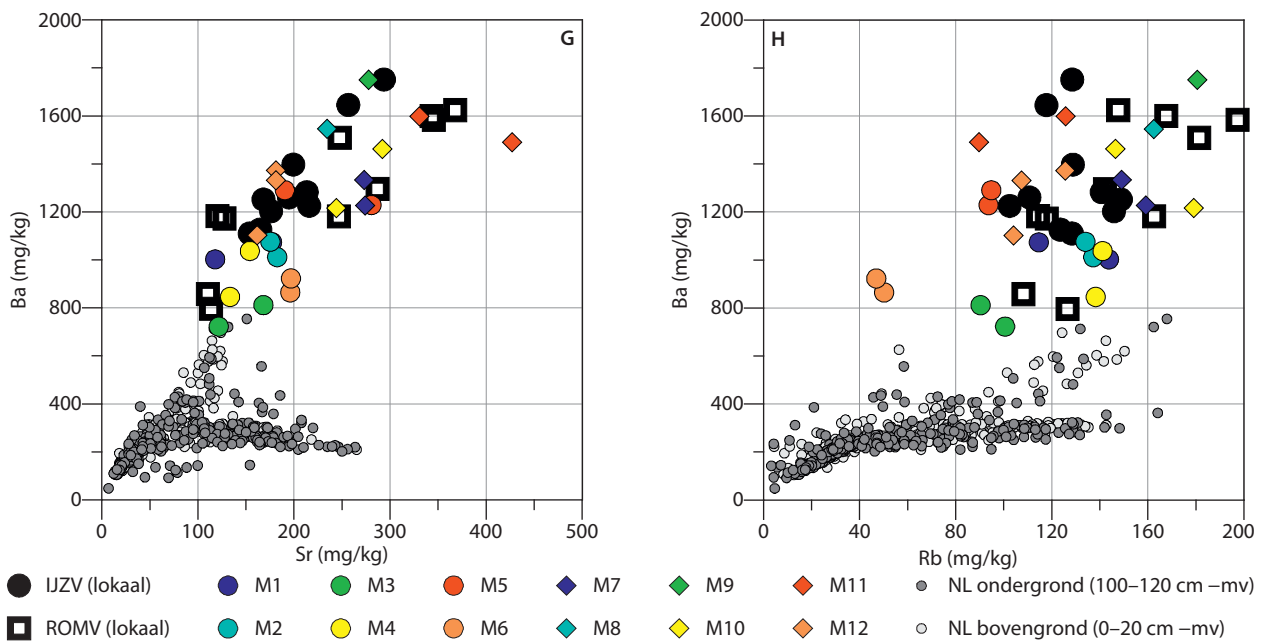 2000
1600
1200
800
400
0
Ba (mg/kg)
G
0 100 200 300 400 500
Sr (mg/kg)
2000
1600
1200
800
400
0
Ba (mg/kg)
H
0 40 80 120 160 200
Rb (mg/kg)
IJZV (lokaal) M1 M3 M5 M7 M9 M11 NL ondergrond (100–120 cm –mv)
ROMV (lokaal) M2 M4 M6 M8 M10 M12 NL bovengrond (0–20 cm –mv)